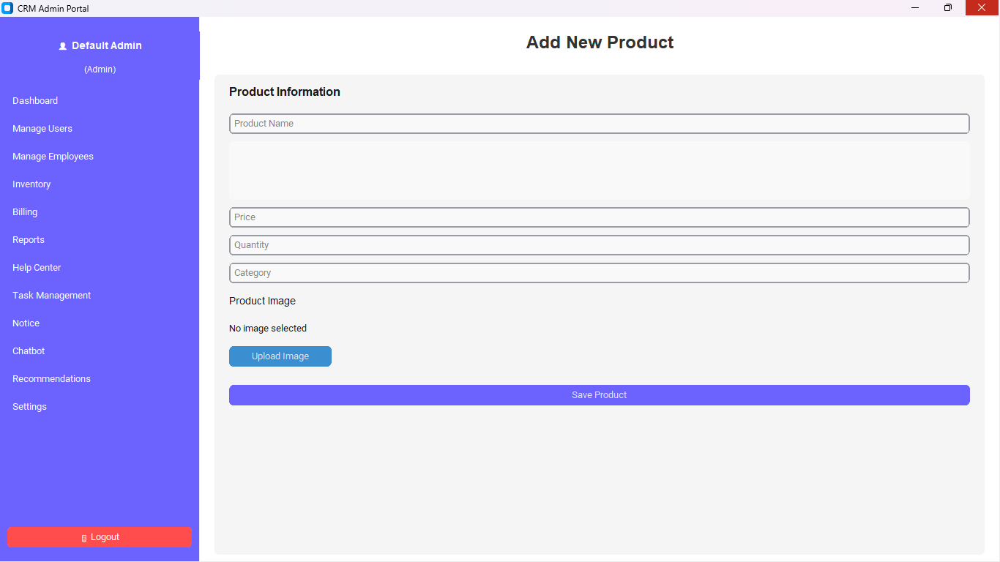 CRM Admin Portal
Default Admin
(Admin)
Dashboard
Manage Users
Manage Employees
Inventory
Billing
Reports
Help Center
Task Management
Notice
Chatbot
Recommendations
Settings
Logout
Add New Product
Product Information
Product Name
Price
Quantity
Category
Product Image
No image selected
Upload Image
Save Product